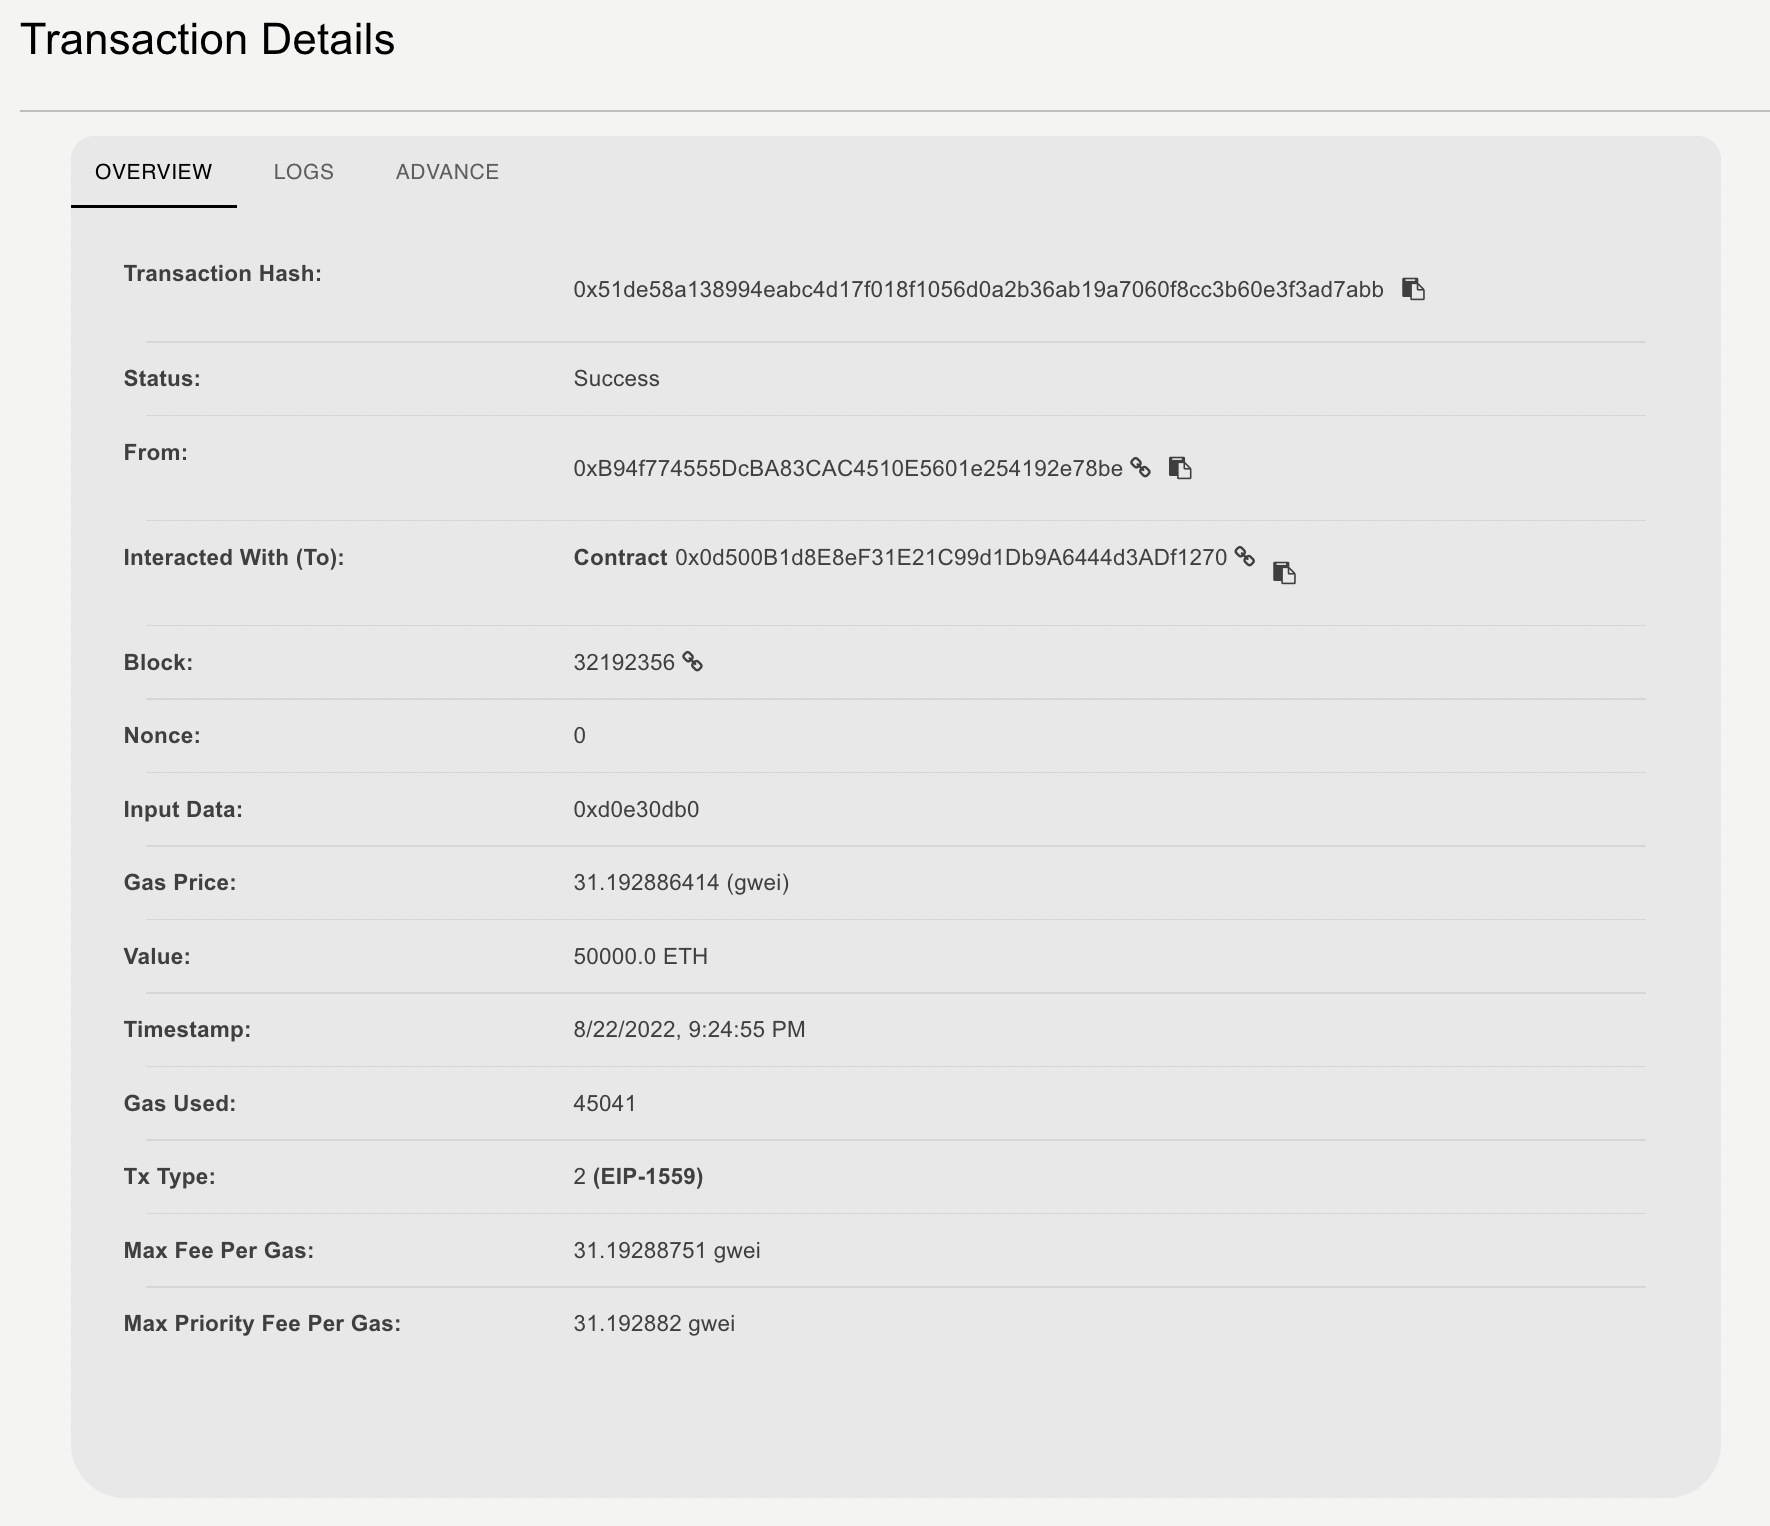 Transaction Details
OVERVIEW LOGS ADVANCE
Transaction Hash: 0x51de58a138994eabc4d17f018f1056d0a2b36ab19a7060f8cc3b60e3f3ad7abb
Status: Success
From: 0xB94f774555DcBA83CAC4510E5601e254192e78be
Interacted With (To): Contract 0x0d500B1d8E8eF31E21C99d1Db9A6444d3ADf1270
Block: 32192356
Nonce: 0
Input Data: 0xd0e30db0
Gas Price: 31.192886414 (gwei)
Value: 50000.0 ETH
Timestamp: 8/22/2022, 9:24:55 PM
Gas Used: 45041
Tx Type: 2 (EIP-1559)
Max Fee Per Gas: 31.19288751 gwei
Max Priority Fee Per Gas: 31.192882 gwei